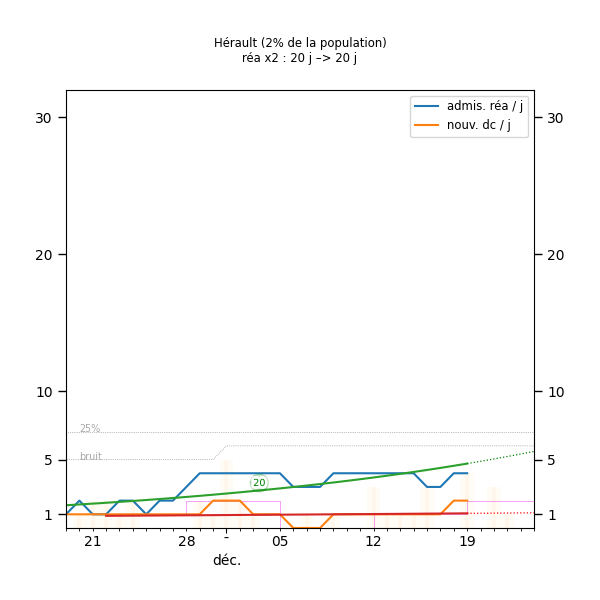 Hérault (2% de la population)
réa x2 : 20 j –> 20 j
admis. réa / j
nouv. dc / j
30
30
20
20
10
10
25%
bruit
5
5
20
1
1
21
28
05
12
19
déc.